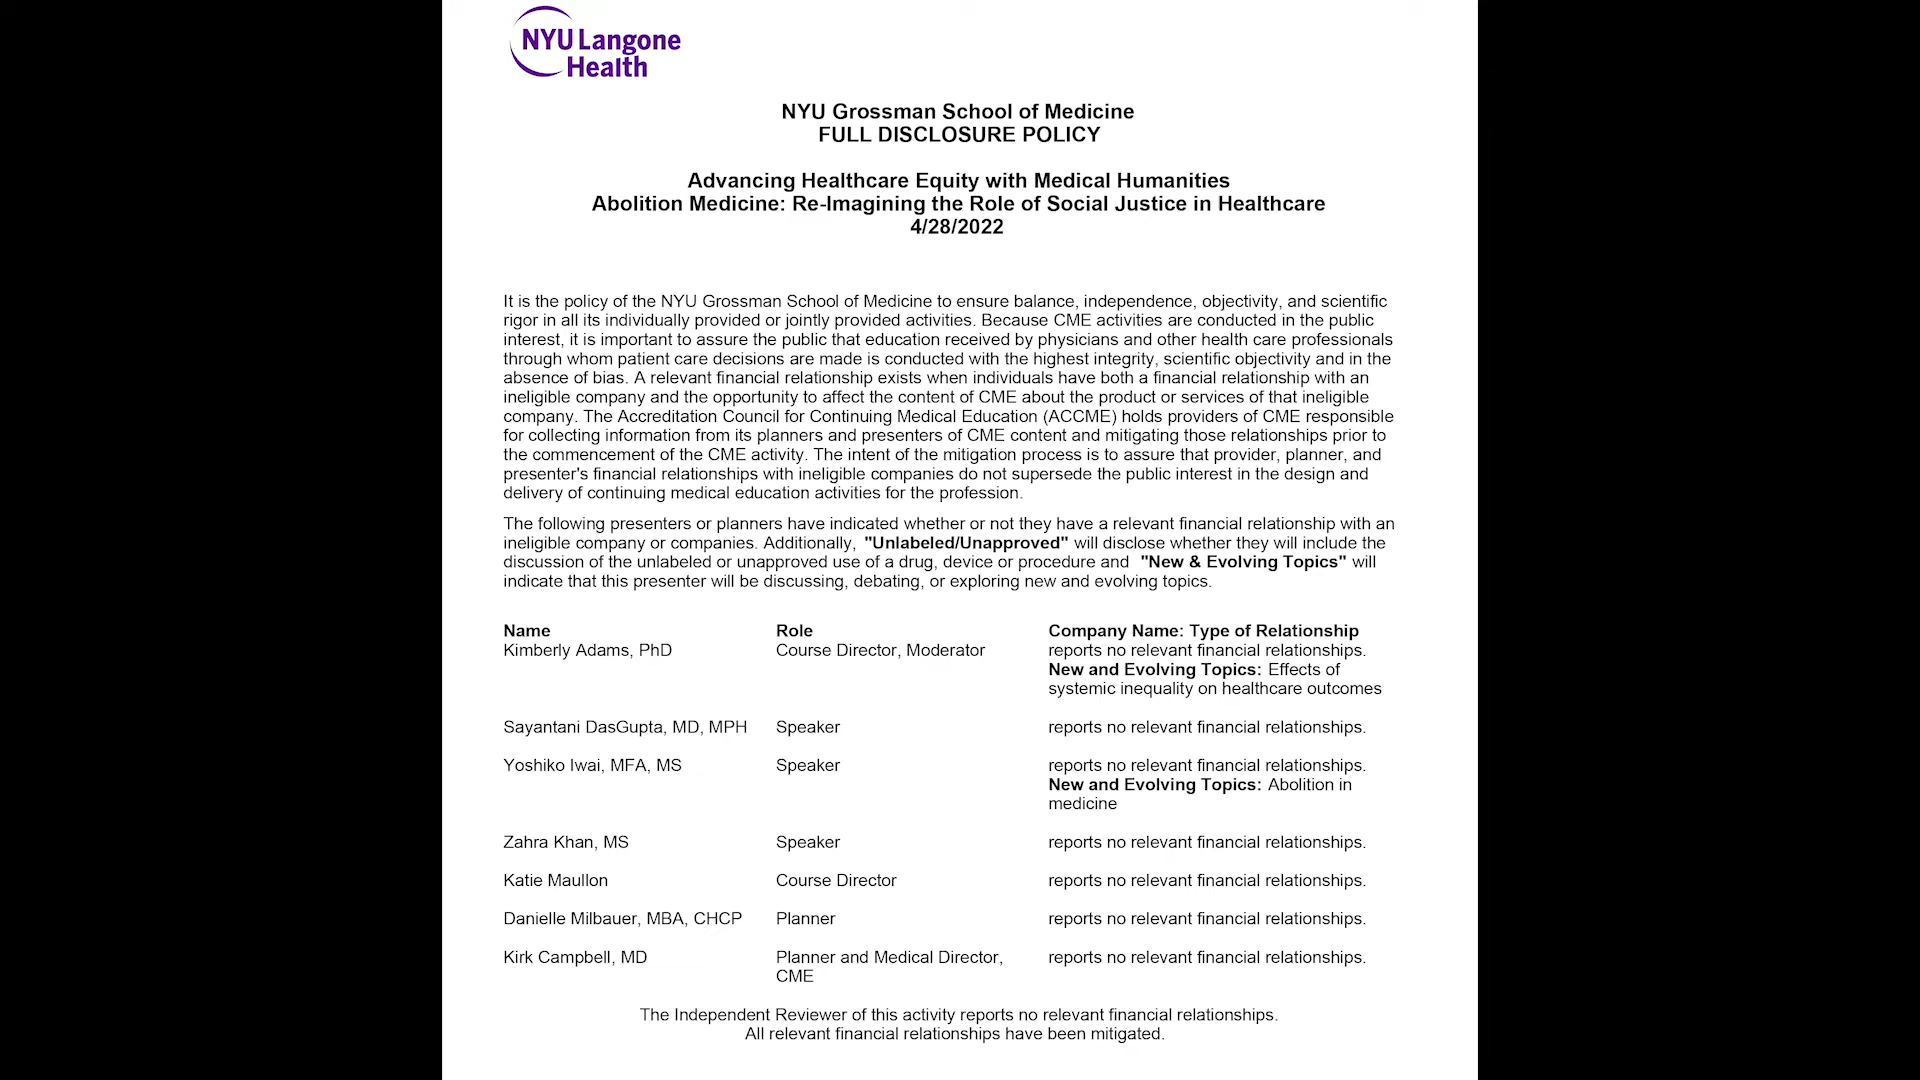 NYU Langone
Health
NYU Grossman School of Medicine
FULL DISCLOSURE POLICY
Advancing Healthcare Equity with Medical Humanities
Abolition Medicine: Re-Imagining the Role of Social Justice in Healthcare
4/28/2022
It is the policy of the NYU Grossman School of Medicine to ensure balance, independence, objectivity, and scientific
rigor in all its individually provided or jointly provided activities. Because CME activities are conducted in the public
interest, it is important to assure the public that education received by physicians and other health care professionals
through whom patient care decisions are made is conducted with the highest integrity, scientific objectivity and in the
absence of bias. A relevant financial relationship exists when individuals have both a financial relationship with an
ineligible company and the opportunity to affect the content of CME about the product or services of that ineligible
company. The Accreditation Council for Continuing Medical Education (ACCME) holds providers of CME responsible
for collecting information from its planners and presenters of CME content and mitigating those relationships prior to
the commencement of the CME activity. The intent of the mitigation process is to assure that provider, planner, and
presenter's financial relationships with ineligible companies do not supersede the public interest in the design and
delivery of continuing medical education activities for the profession.
The following presenters or planners have indicated whether or not they have a relevant financial relationship with an
ineligible company or companies. Additionally, "Unlabeled/Unapproved" will disclose whether they will include the
discussion of the unlabeled or unapproved use of a drug, device or procedure and "New & Evolving Topics" will
indicate that this presenter will be discussing, debating, or exploring new and evolving topics.
Name Role Company Name: Type of Relationship
Kimberly Adams, PhD Course Director, Moderator reports no relevant financial relationships.
New and Evolving Topics: Effects of
systemic inequality on healthcare outcomes
Sayantani DasGupta, MD, MPH Speaker reports no relevant financial relationships.
Yoshiko Iwai, MFA, MS Speaker reports no relevant financial relationships.
New and Evolving Topics: Abolition in
medicine
Zahra Khan, MS Speaker reports no relevant financial relationships.
Katie Maullon Course Director reports no relevant financial relationships.
Danielle Milbauer, MBA, CHCP Planner reports no relevant financial relationships.
Kirk Campbell, MD Planner and Medical Director, reports no relevant financial relationships.
CME
The Independent Reviewer of this activity reports no relevant financial relationships.
All relevant financial relationships have been mitigated.